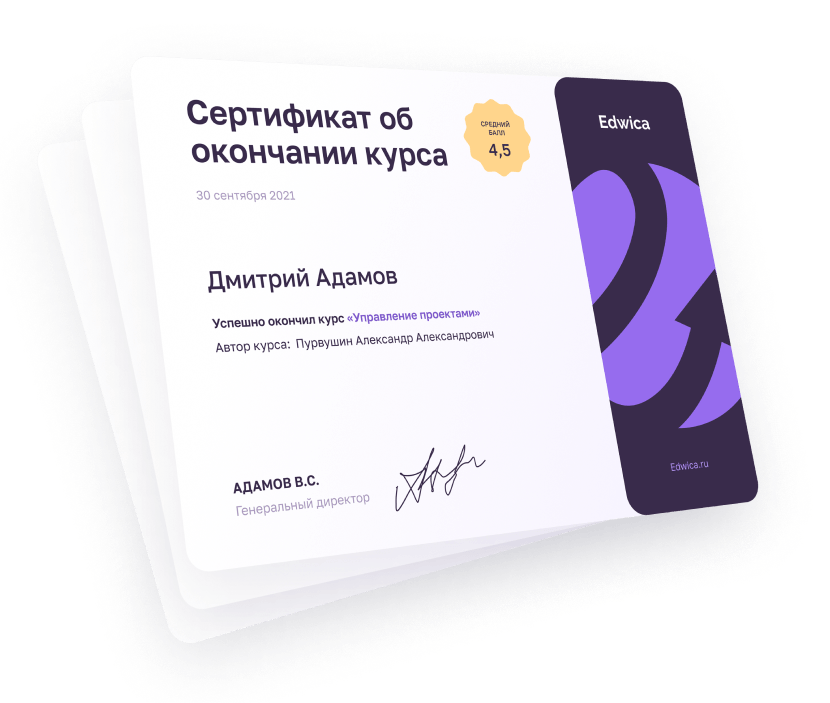 Сертификат об
окончании курса
СРЕДНИЙ
БАЛЛ
4,5
Edwica
30 сентября 2021
Дмитрий Адамов
Успешно окончил курс «Управление проектами»
Автор курса: Пурвушин Александр Александрович
АДАМОВ В.С.
Генеральный директор
Edwica.ru